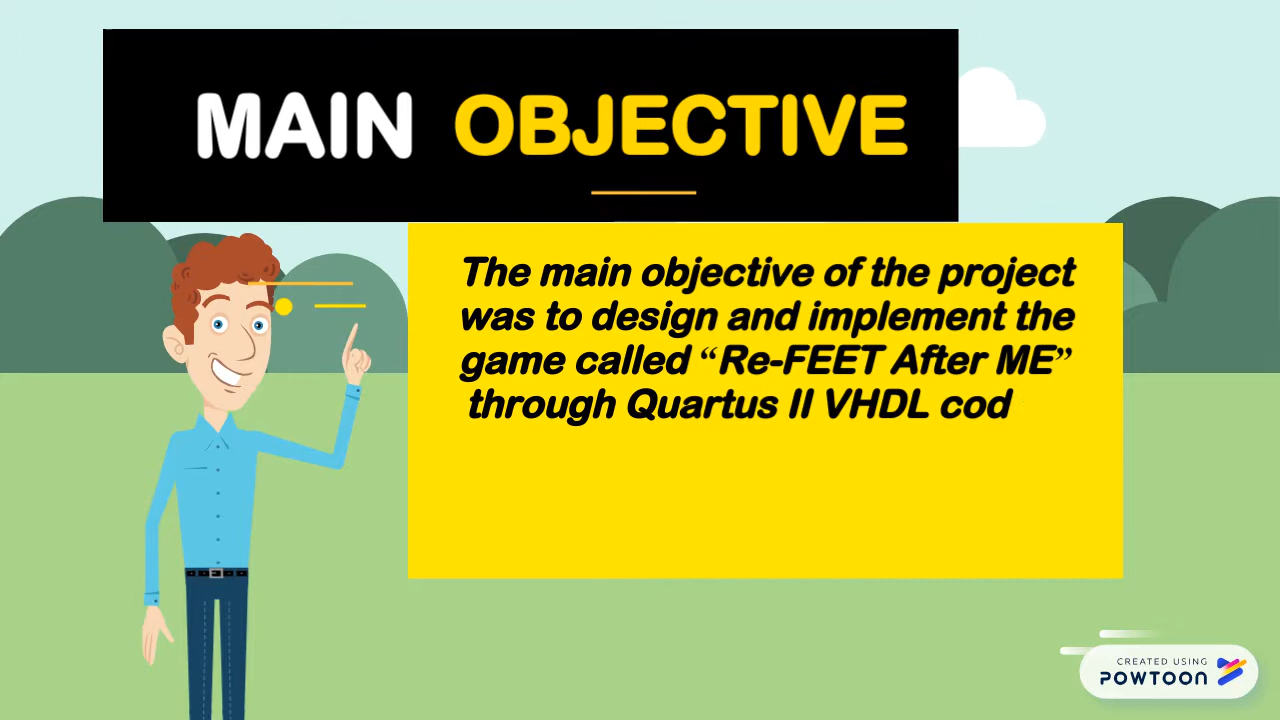 MAIN OBJECTIVE
The main objective of the project
was to design and implement the
game called “Re-FEET After ME”
through Quartus II VHDL cod
CREATED USING
POWTOON